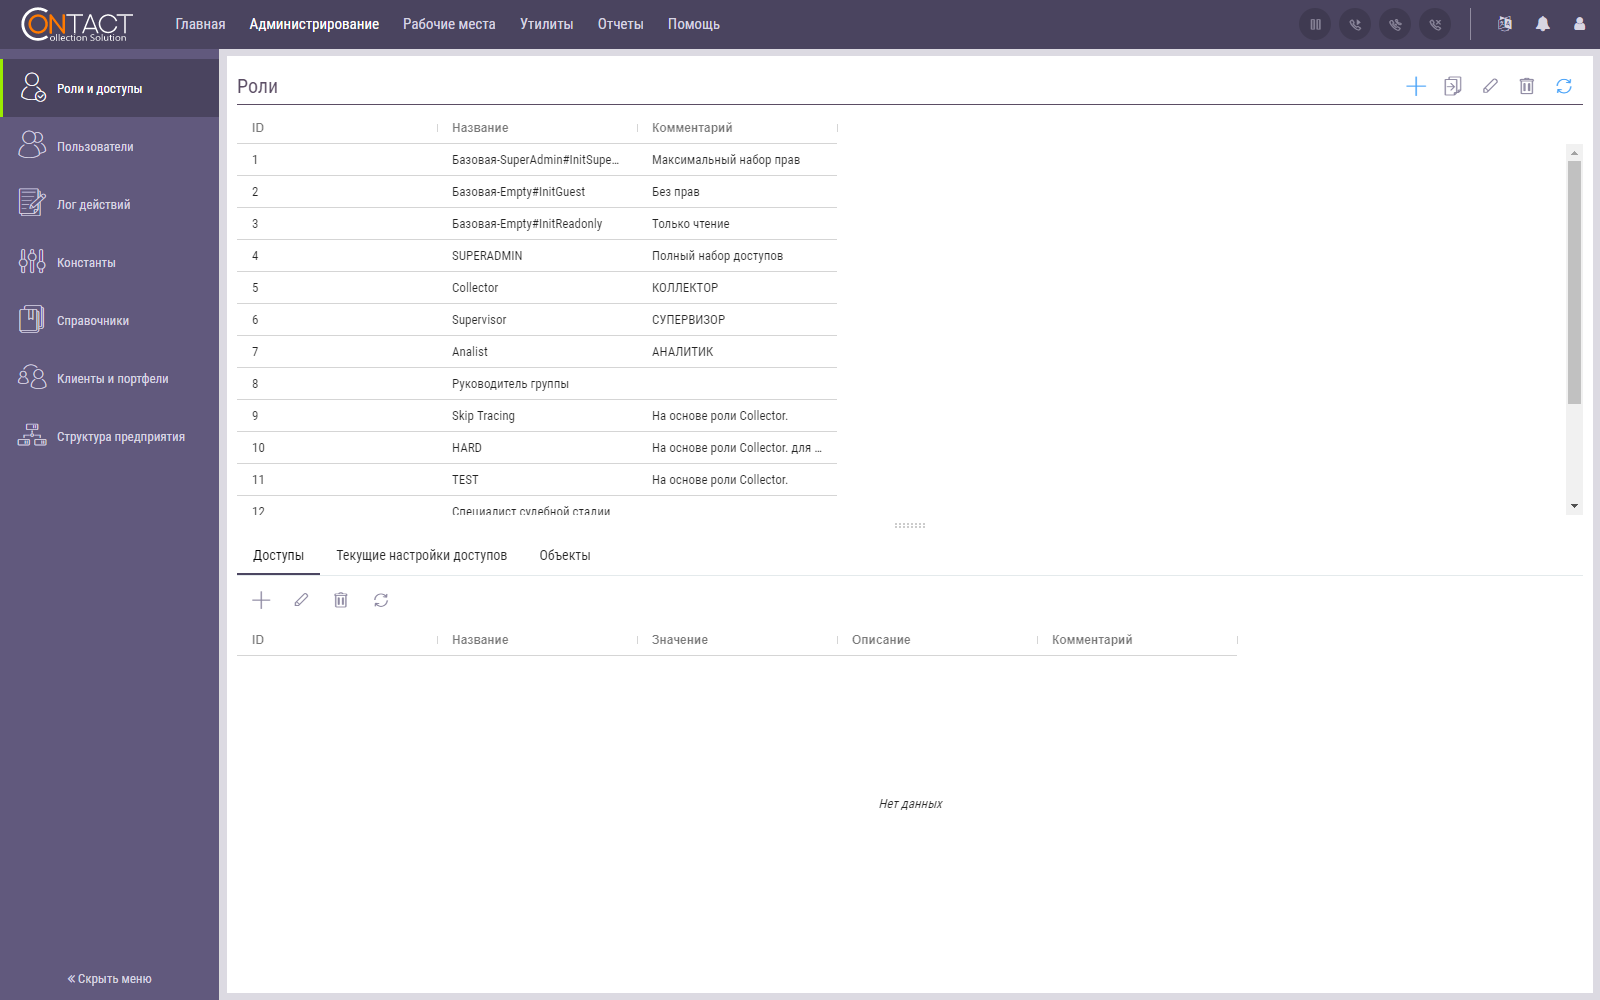 CONTACT
ollection Solution
Главная
Администрирование
Рабочие места
Утилиты
Отчеты
Помощь
Роли и доступы
Пользователи
Лог действий
Константы
Справочники
Клиенты и портфели
Структура предприятия
« Скрыть меню
Роли
ID Название Комментарий
1 Базовая-SuperAdmin#InitSupe... Максимальный набор прав
2 Базовая-Empty#InitGuest Без прав
3 Базовая-Empty#InitReadonly Только чтение
4 SUPERADMIN Полный набор доступов
5 Collector КОЛЛЕКТОР
6 Supervisor СУПЕРВИЗОР
7 Analist АНАЛИТИК
8 Руководитель группы
9 Skip Tracing На основе роли Collector.
10 HARD На основе роли Collector. для ...
11 TEST На основе роли Collector.
12 Специалист судебной стадии
Доступы
Текущие настройки доступов
Объекты
ID Название Значение Описание Комментарий
Нет данных